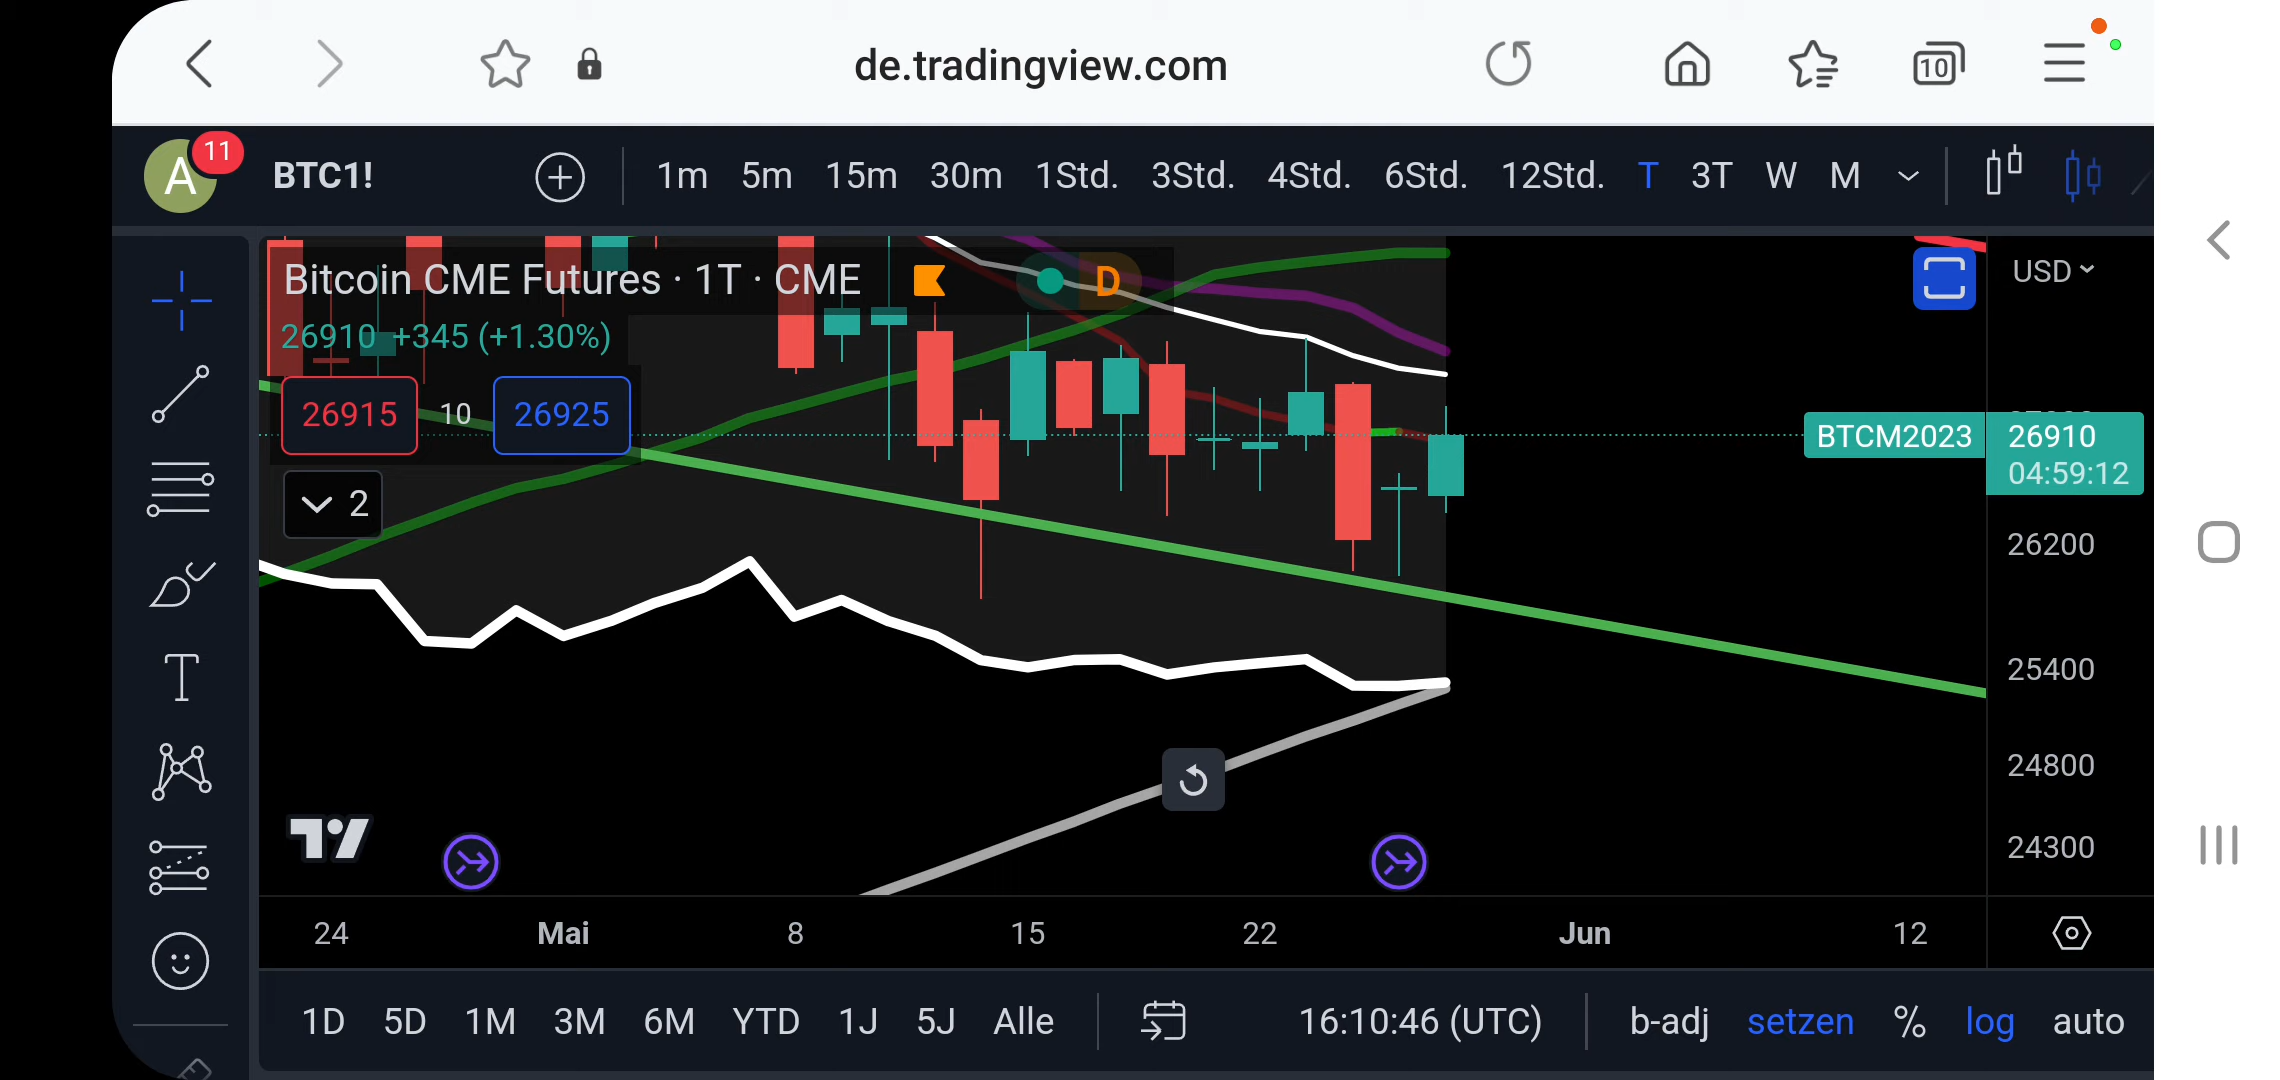 de.tradingview.com
10
A
11
BTC1!
1m 5m 15m 30m 1Std. 3Std. 4Std. 6Std. 12Std. T 3T W M
Bitcoin CME Futures · 1T · CME
D
USD
26910 +345 (+1.30%)
26915 10 26925
2
BTCM2023 26910
04:59:12
26200
25400
24800
24300
24 Mai 8 15 22 Jun 12
1D 5D 1M 3M 6M YTD 1J 5J Alle
16:10:46 (UTC)
b-adj setzen % log auto